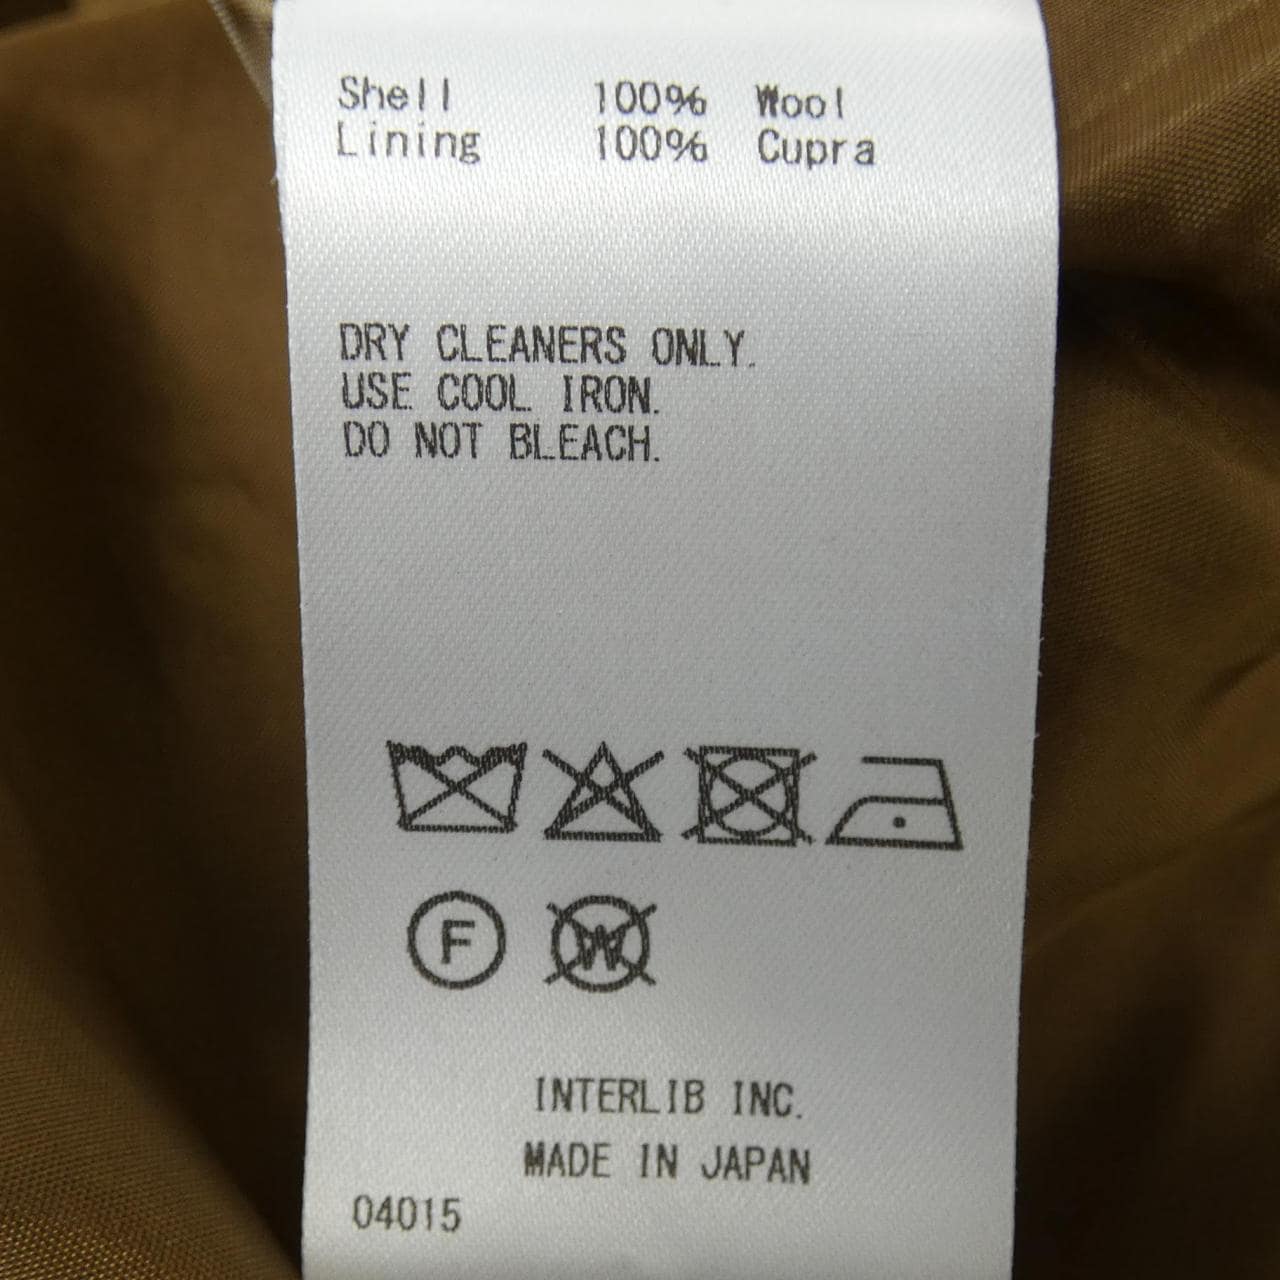 Shell 100% Wool
Lining 100% Cupra
DRY CLEANERS ONLY.
USE COOL IRON.
DO NOT BLEACH.
F W
INTERLIB INC.
MADE IN JAPAN
04015